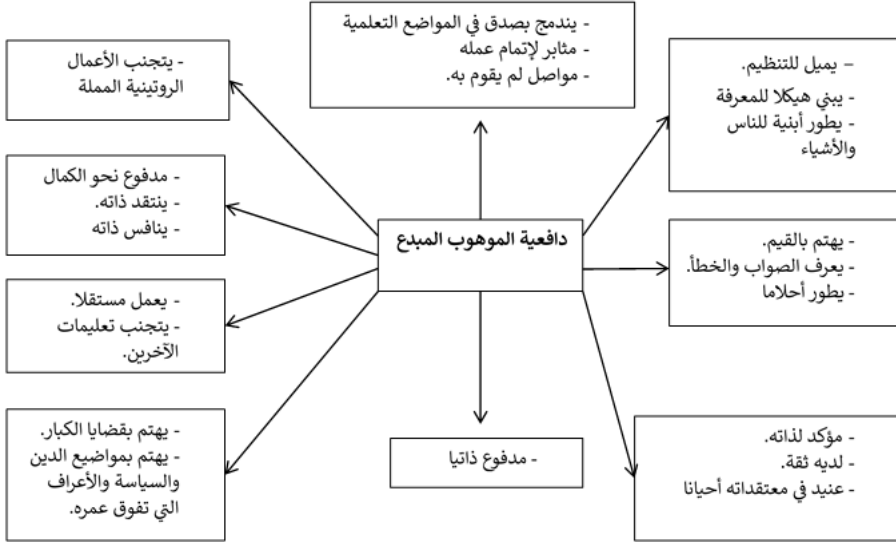 - يندمج بصدق في المواضع التعلمية
- مثابر لإتمام عمله
- مواصل لم يقوم به.
– يميل للتنظيم.
- يبني هيكلا للمعرفة
- يطور أبنية للناس
والأشياء
- يتجنب الأعمال
الروتينية المملة
- مدفوع نحو الكمال
- ينتقد ذاته.
- ينافس ذاته
دافعية الموهوب المبدع
- يهتم بالقيم.
- يعرف الصواب والخطأ.
- يطور أحلاما
- يعمل مستقلا.
- يتجنب تعليمات
الآخرين.
- يهتم بقضايا الكبار.
- يهتم بمواضيع الدين
والسياسة والأعراف
التي تفوق عمره.
- مدفوع ذاتيا
- مؤكد لذاته.
- لديه ثقة.
- عنيد في معتقداته أحيانا